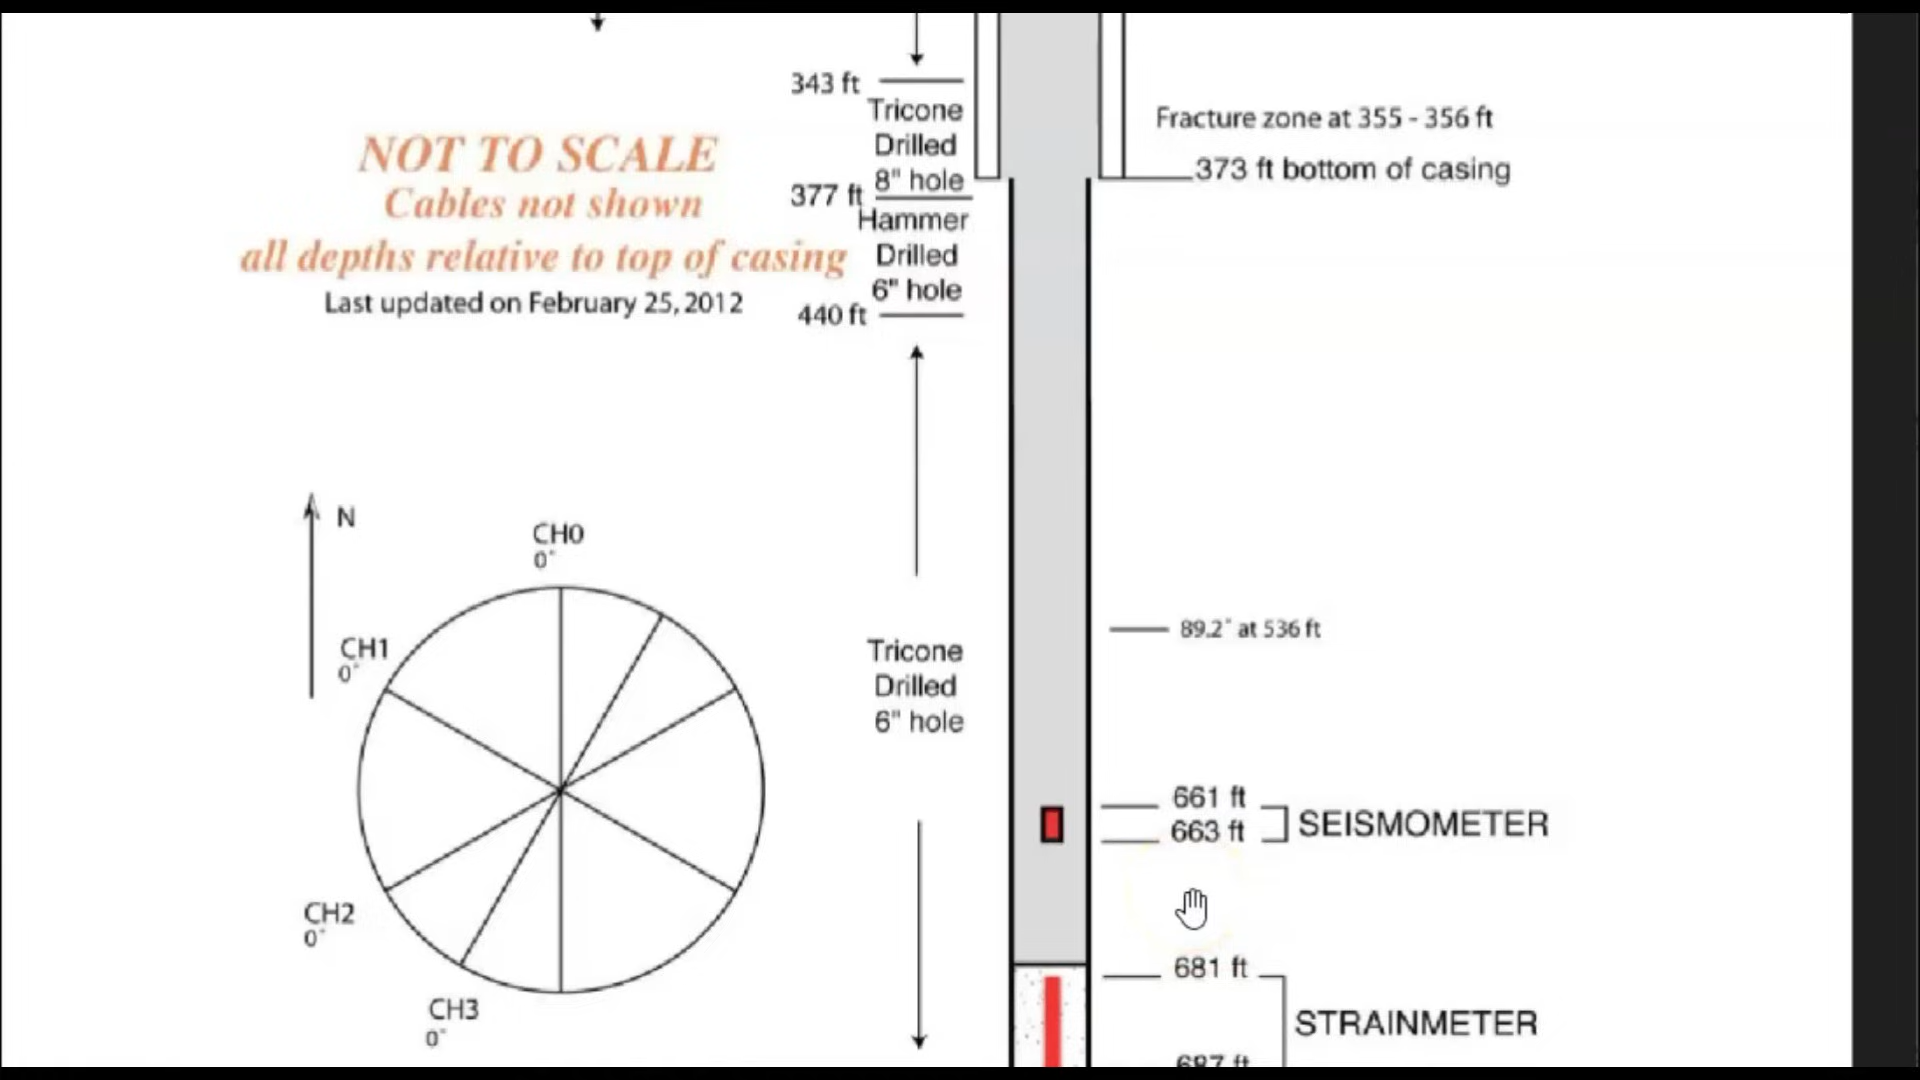 343 ft
Tricone
Drilled
8" hole
377 ft
Hammer
Drilled
6" hole
440 ft
NOT TO SCALE
Cables not shown
all depths relative to top of casing
Last updated on February 25, 2012
Fracture zone at 355 - 356 ft
373 ft bottom of casing
N
CH0
0°
CH1
0°
CH2
0°
CH3
0°
Tricone
Drilled
6" hole
89.2° at 536 ft
661 ft
663 ft
SEISMOMETER
681 ft
STRAINMETER
687 ft